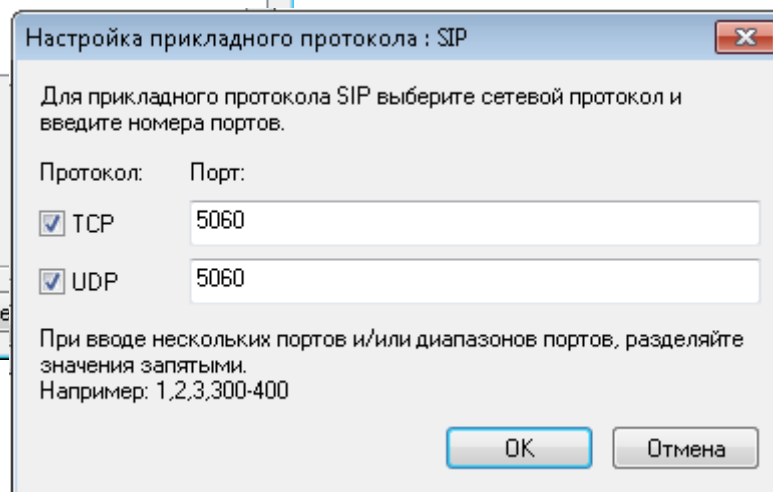 Настройка прикладного протокола : SIP
Для прикладного протокола SIP выберите сетевой протокол и
введите номера портов.
Протокол: Порт:
TCP 5060
UDP 5060
При вводе нескольких портов и/или диапазонов портов, разделяйте
значения запятыми.
Например: 1,2,3,300-400
OK Отмена